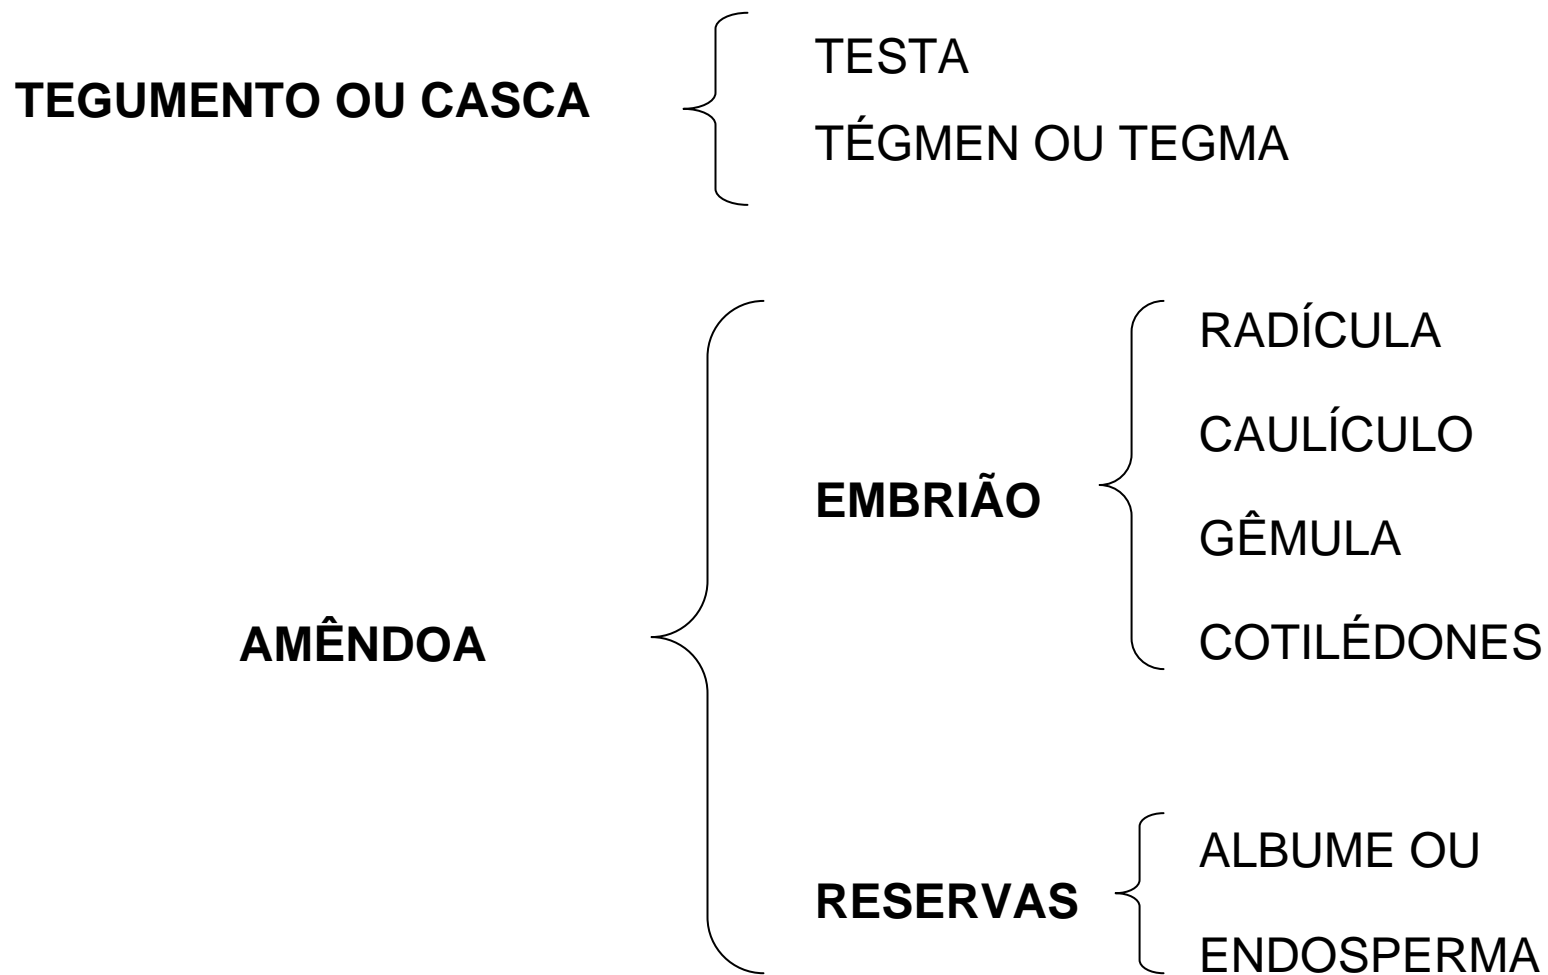 TEGUMENTO OU CASCA
TESTA
TÉGMEN OU TEGMA
AMÊNDOA
EMBRIÃO
RADÍCULA
CAULÍCULO
GÊMULA
COTILÉDONES
RESERVAS
ALBUME OU
ENDOSPERMA